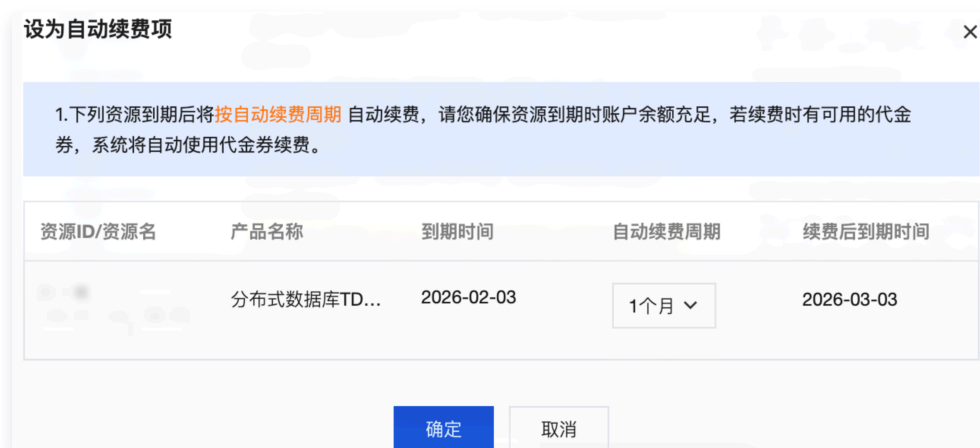 设为自动续费项
1.下列资源到期后将按自动续费周期 自动续费，请您确保资源到期时账户余额充足，若续费时有可用的代金
券，系统将自动使用代金券续费。
资源ID/资源名 产品名称 到期时间 自动续费周期 续费后到期时间
分布式数据库TD... 2026-02-03 1个月 2026-03-03
确定 取消